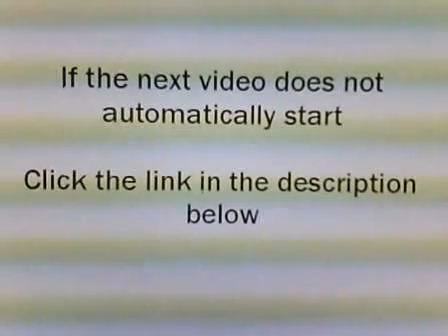 If the next video does not
automatically start
Click the link in the description
below